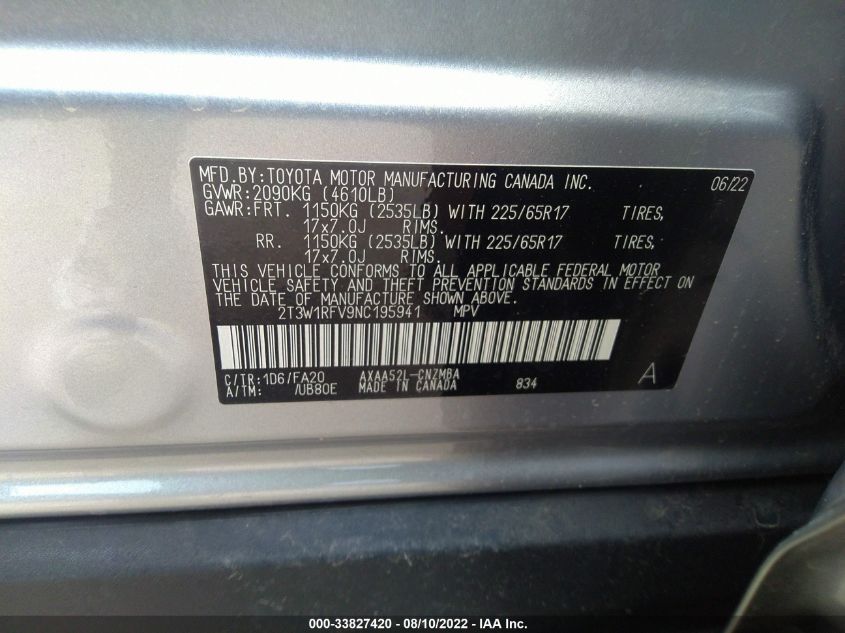 MFD.BY:TOYOTA MOTOR MANUFACTURING CANADA INC. 06/22
GVWR:2090KG (4610LB)
GAWR:FRT. 1150KG (2535LB) WITH 225/65R17 TIRES,
17x7.0J RIMS.
RR. 1150KG (2535LB) WITH 225/65R17 TIRES,
17x7.0J RIMS.
THIS VEHICLE CONFORMS TO ALL APPLICABLE FEDERAL MOTOR
VEHICLE SAFETY AND THEFT PREVENTION STANDARDS IN EFFECT ON
THE DATE OF MANUFACTURE SHOWN ABOVE.
2T3W1RFV9NC195941 MPV
C/TR:1D6/FA20 AXAA52L-CNZMBA
A/TM: /UB80E MADE IN CANADA 834 A
000-33827420 - 08/10/2022 - IAA Inc.